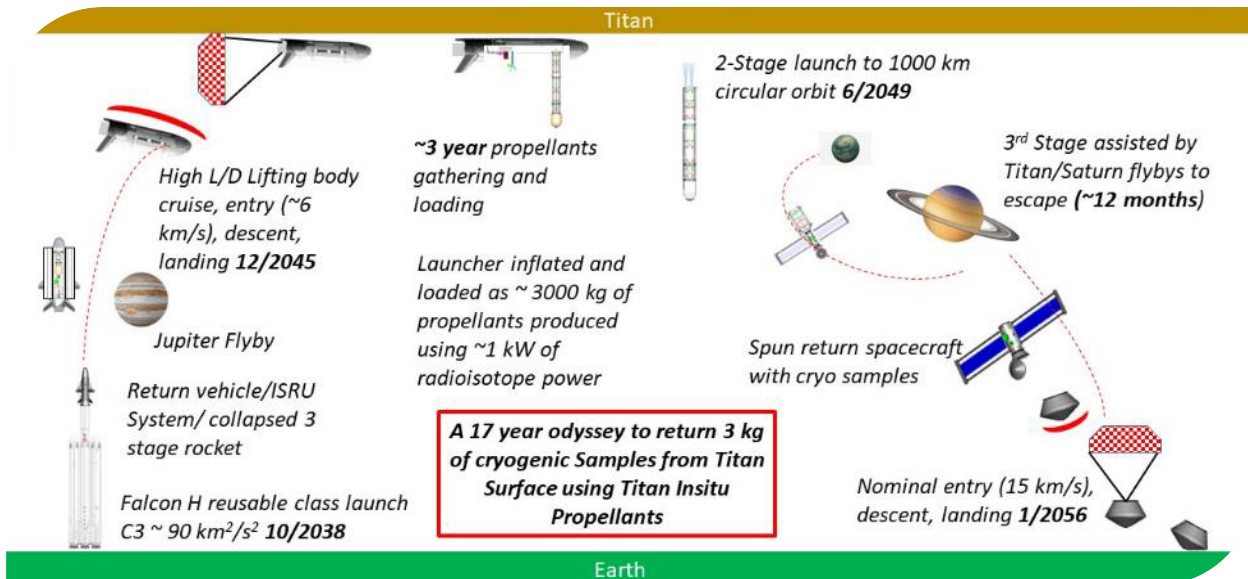 Titan
High L/D Lifting body
cruise, entry (~6
km/s), descent,
landing 12/2045
Jupiter Flyby
Return vehicle/ISRU
System/ collapsed 3
stage rocket
Falcon H reusable class launch
C3 ~ 90 km²/s² 10/2038
~3 year propellants
gathering and
loading
Launcher inflated and
loaded as ~ 3000 kg of
propellants produced
using ~1 kW of
radioisotope power
A 17 year odyssey to return 3 kg
of cryogenic Samples from Titan
Surface using Titan Insitu
Propellants
2-Stage launch to 1000 km
circular orbit 6/2049
3rd Stage assisted by
Titan/Saturn flybys to
escape (~12 months)
Spun return spacecraft
with cryo samples
Nominal entry (15 km/s),
descent, landing 1/2056
Earth